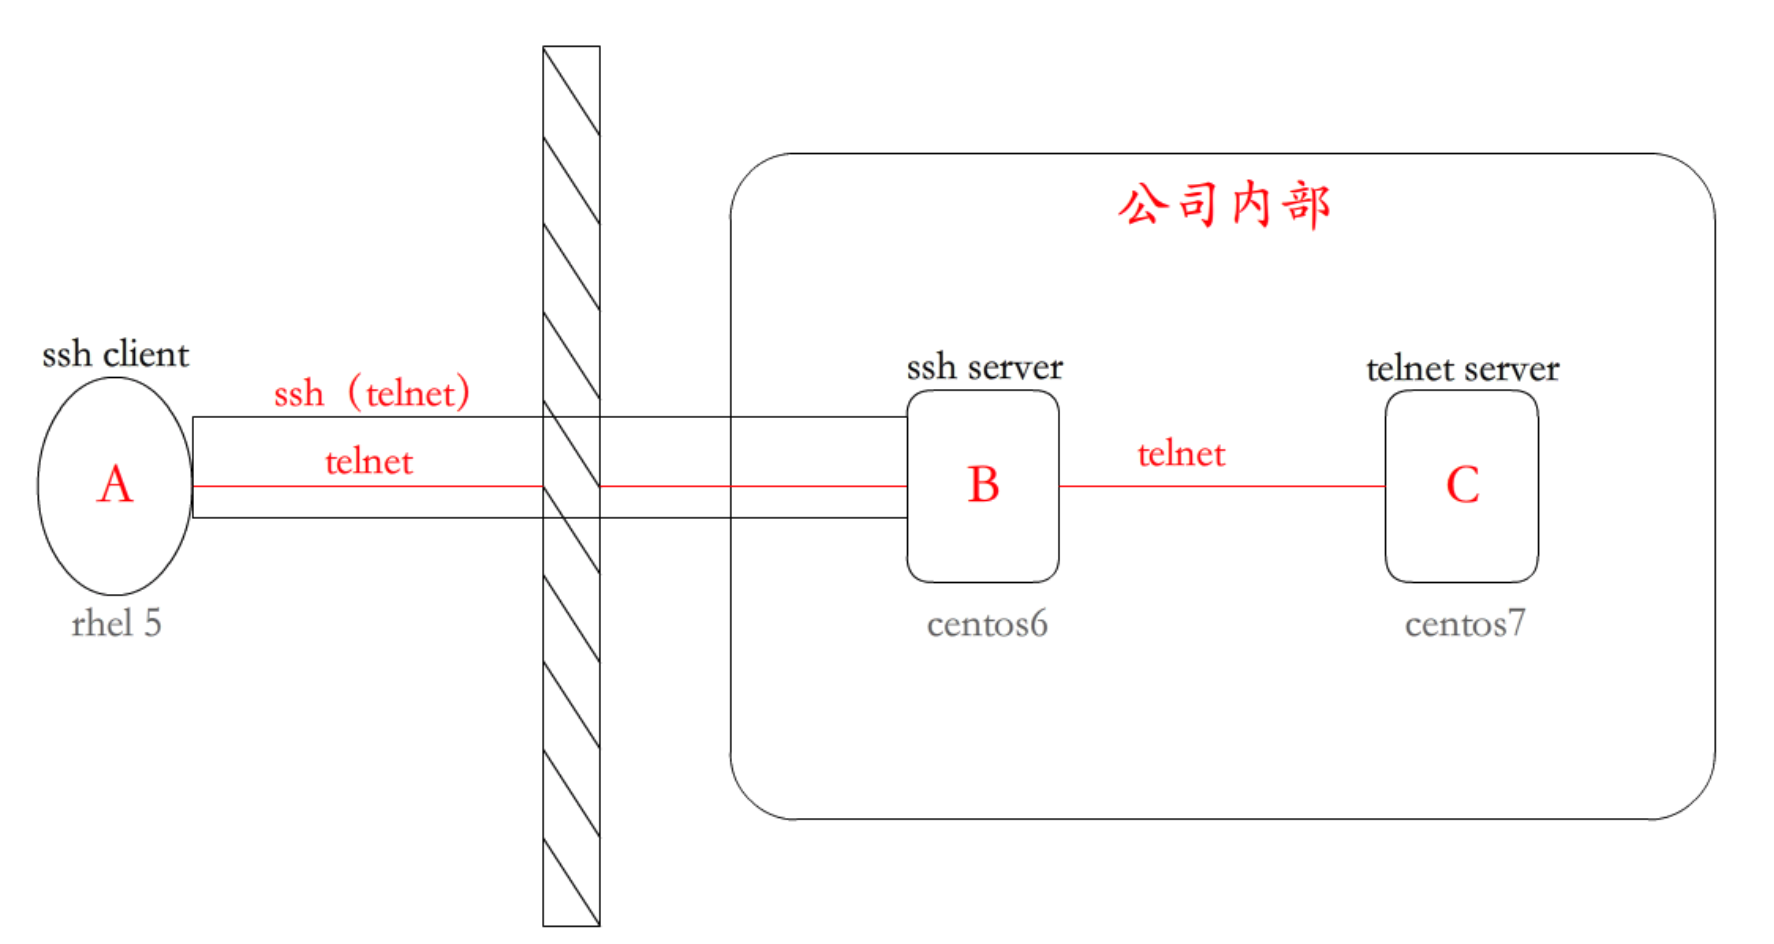 公司内部
ssh client
ssh server
telnet server
ssh（telnet）
telnet
telnet
A
B
C
rhel 5
centos6
centos7